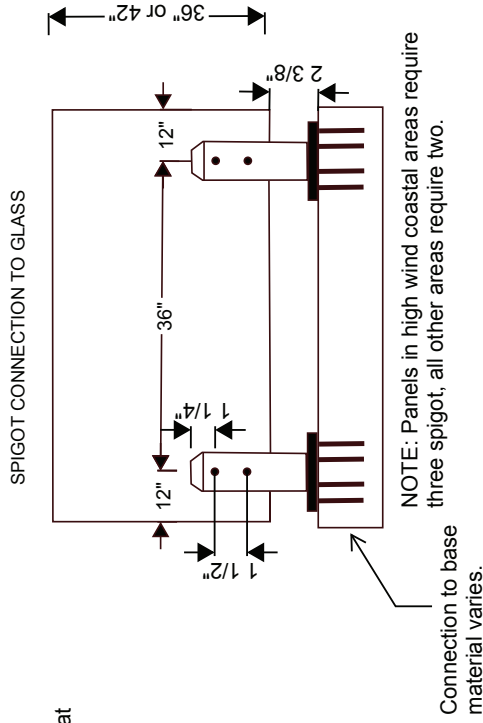 SPIGOT CONNECTION TO GLASS
36" or 42"
12"
36"
12"
1 1/4"
1 1/2"
2 3/8"
NOTE: Panels in high wind coastal areas require
three spigot, all other areas require two.
Connection to base
material varies.
at